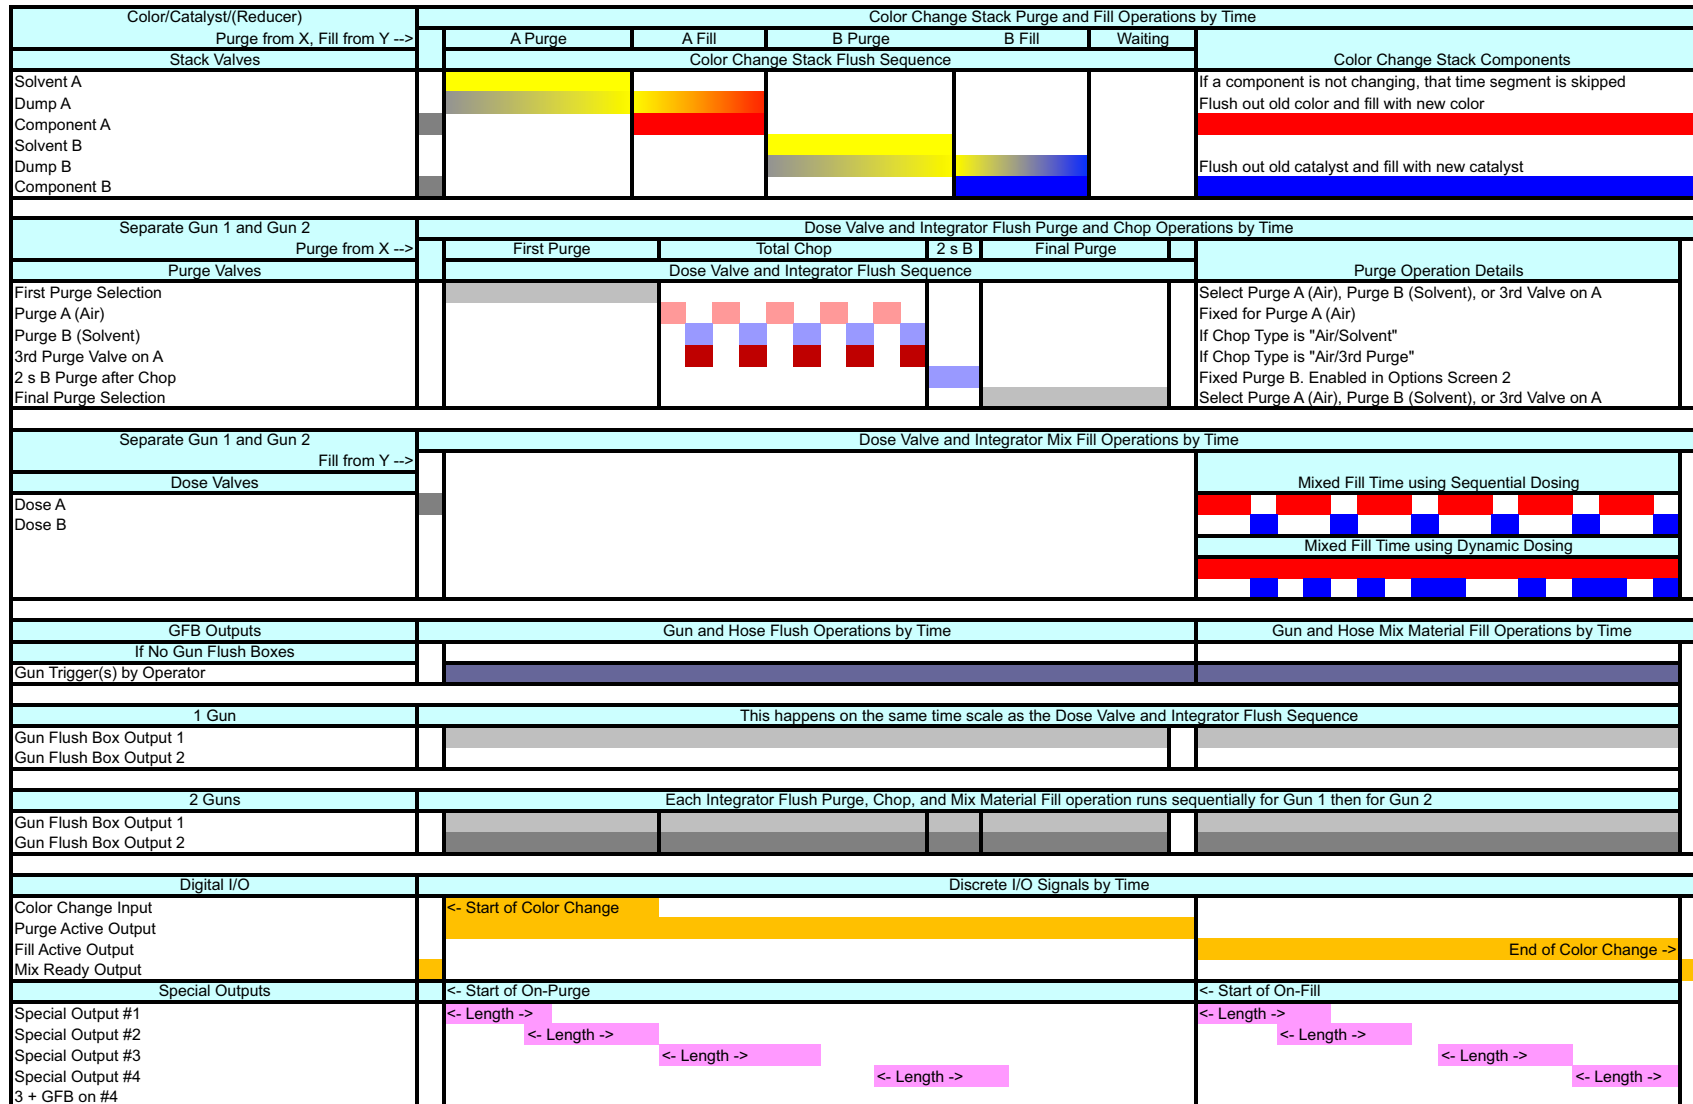 Color/Catalyst/(Reducer)
Color Change Stack Purge and Fill Operations by Time
Purge from X, Fill from Y -->
A Purge
A Fill
B Purge
B Fill
Waiting
Stack Valves
Color Change Stack Flush Sequence
Color Change Stack Components
Solvent A
If a component is not changing, that time segment is skipped
Dump A
Flush out old color and fill with new color
Component A
Solvent B
Dump B
Flush out old catalyst and fill with new catalyst
Component B
Separate Gun 1 and Gun 2
Dose Valve and Integrator Flush Purge and Chop Operations by Time
Purge from X -->
First Purge
Total Chop
2 s B
Final Purge
Purge Valves
Dose Valve and Integrator Flush Sequence
Purge Operation Details
First Purge Selection
Select Purge A (Air), Purge B (Solvent), or 3rd Valve on A
Purge A (Air)
Fixed for Purge A (Air)
Purge B (Solvent)
If Chop Type is "Air/Solvent"
3rd Purge Valve on A
If Chop Type is "Air/3rd Purge"
2 s B Purge after Chop
Fixed Purge B. Enabled in Options Screen 2
Final Purge Selection
Select Purge A (Air), Purge B (Solvent), or 3rd Valve on A
Separate Gun 1 and Gun 2
Dose Valve and Integrator Mix Fill Operations by Time
Fill from Y -->
Dose Valves
Mixed Fill Time using Sequential Dosing
Dose A
Dose B
Mixed Fill Time using Dynamic Dosing
GFB Outputs
Gun and Hose Flush Operations by Time
Gun and Hose Mix Material Fill Operations by Time
If No Gun Flush Boxes
Gun Trigger(s) by Operator
1 Gun
This happens on the same time scale as the Dose Valve and Integrator Flush Sequence
Gun Flush Box Output 1
Gun Flush Box Output 2
2 Guns
Each Integrator Flush Purge, Chop, and Mix Material Fill operation runs sequentially for Gun 1 then for Gun 2
Gun Flush Box Output 1
Gun Flush Box Output 2
Digital I/O
Discrete I/O Signals by Time
Color Change Input
<- Start of Color Change
Purge Active Output
Fill Active Output
End of Color Change ->
Mix Ready Output
Special Outputs
<- Start of On-Purge
<- Start of On-Fill
Special Output #1
<- Length ->
<- Length ->
Special Output #2
<- Length ->
<- Length ->
Special Output #3
<- Length ->
<- Length ->
Special Output #4
<- Length ->
<- Length ->
3 + GFB on #4